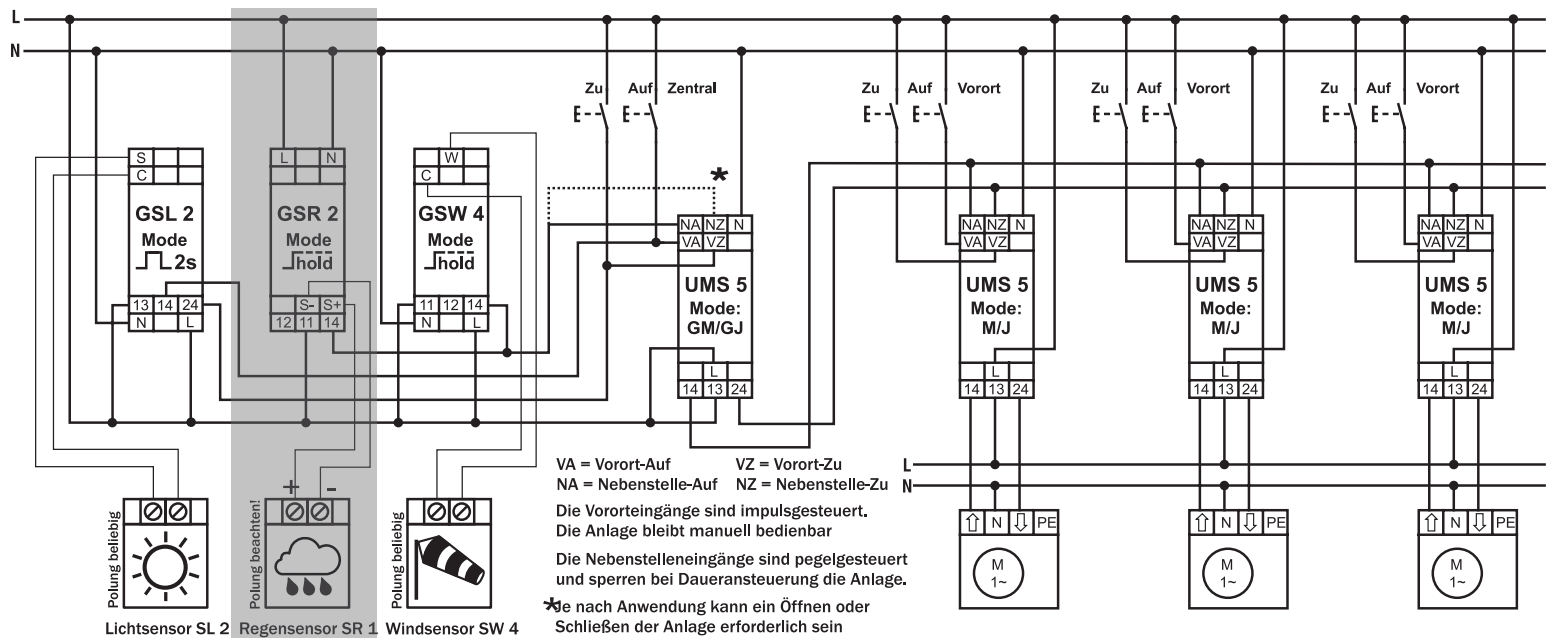 L
N
Zu Auf Zentral
Zu Auf Vorort
Zu Auf Vorort
Zu Auf Vorort
S
C
GSL 2
Mode
2s
13 14 24
N L
L N
GSR 2
Mode
hold
S- S+
12 11 14
W
C
GSW 4
Mode
hold
11 12 14
N L
*
NA NZ N
VA VZ
UMS 5
Mode:
GM/GJ
L
14 13 24
NA NZ N
VA VZ
UMS 5
Mode:
M/J
L
14 13 24
NA NZ N
VA VZ
UMS 5
Mode:
M/J
L
14 13 24
NA NZ N
VA VZ
UMS 5
Mode:
M/J
L
14 13 24
VA = Vorort-Auf VZ = Vorort-Zu
NA = Nebenstelle-Auf NZ = Nebenstelle-Zu
Die Vororteingänge sind impulsgesteuert.
Die Anlage bleibt manuell bedienbar
Die Nebenstelleneingänge sind pegelgesteuert
und sperren bei Daueransteuerung die Anlage.
*Je nach Anwendung kann ein Öffnen oder
Schließen der Anlage erforderlich sein
L
N
N PE
M
1~
N PE
M
1~
N PE
M
1~
Polung beliebig
Lichtsensor SL 2
+ -
Polung beachten!
Regensensor SR 1
Polung beliebig
Windsensor SW 4